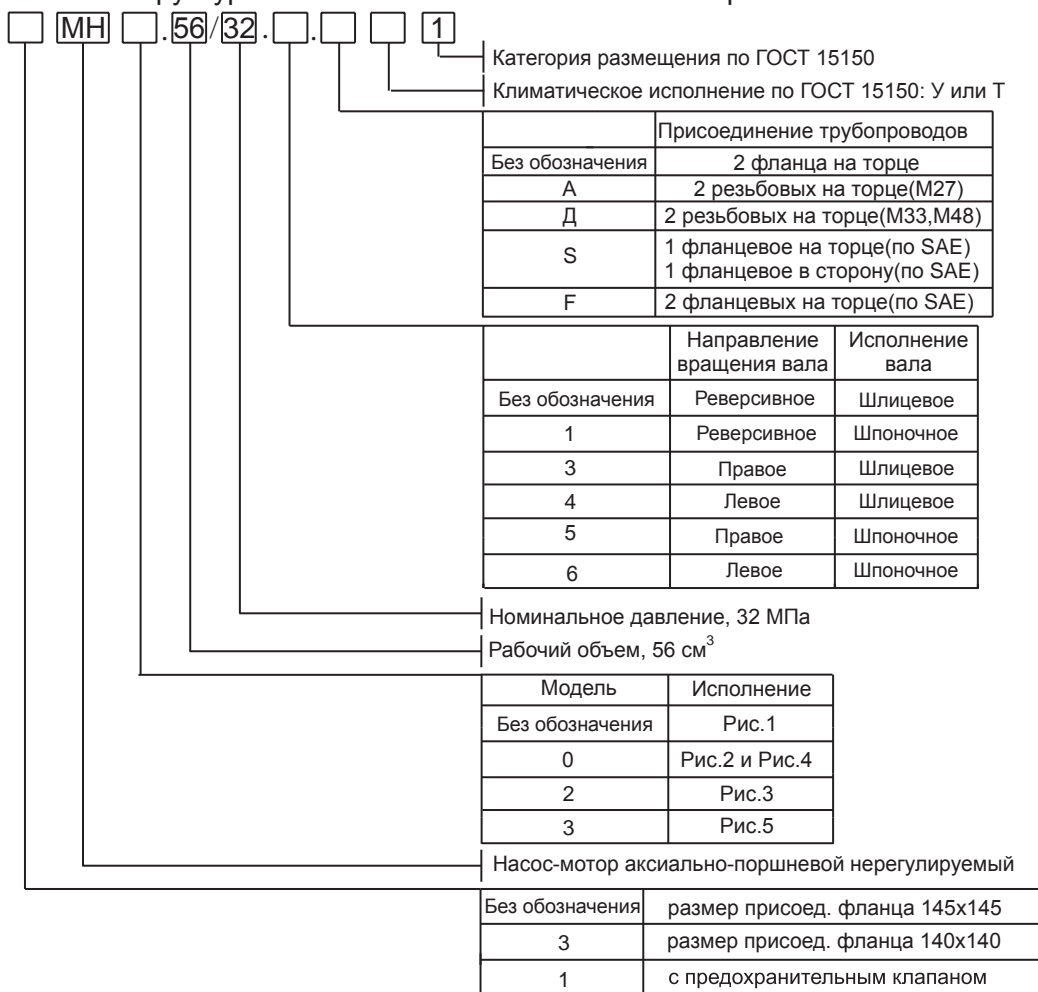 МН .56/32. . 1
Категория размещения по ГОСТ 15150
Климатическое исполнение по ГОСТ 15150: У или Т
Присоединение трубопроводов
Без обозначения 2 фланца на торце
А 2 резьбовых на торце(М27)
Д 2 резьбовых на торце(М33,М48)
S 1 фланцевое на торце(по SAE)
1 фланцевое в сторону(по SAE)
F 2 фланцевых на торце(по SAE)
Направление Исполнение
вращения вала вала
Без обозначения Реверсивное Шлицевое
1 Реверсивное Шпоночное
3 Правое Шлицевое
4 Левое Шлицевое
5 Правое Шпоночное
6 Левое Шпоночное
Номинальное давление, 32 МПа
Рабочий объем, 56 см³
Модель Исполнение
Без обозначения Рис.1
0 Рис.2 и Рис.4
2 Рис.3
3 Рис.5
Насос-мотор аксиально-поршневой нерегулируемый
Без обозначения размер присоед. фланца 145х145
3 размер присоед. фланца 140х140
1 с предохранительным клапаном